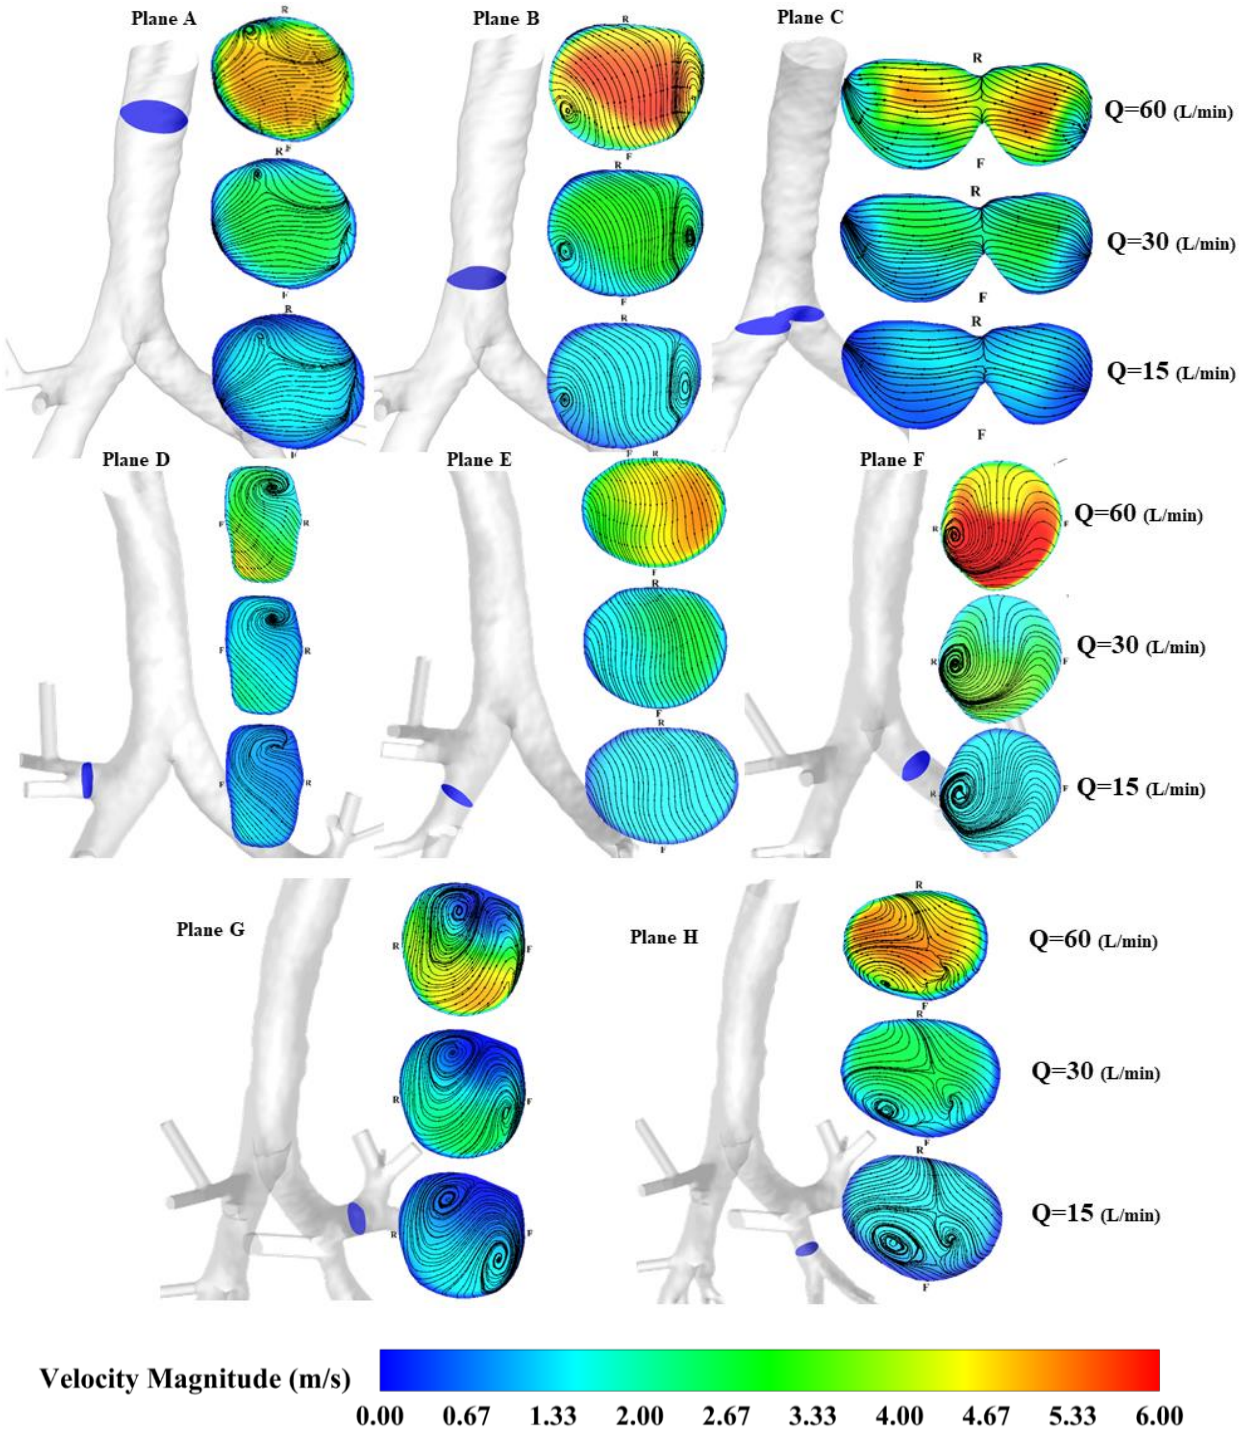 Plane A
Plane B
Plane C
R
R
R
Q=60 (L/min)
F
F
F
R
R
R
Q=30 (L/min)
F
F
F
R
R
R
Q=15 (L/min)
F
F
F
Plane D
Plane E
Plane F
R
F
R
R
F
Q=60 (L/min)
F
R
F
R
R
F
Q=30 (L/min)
F
R
F
R
R
F
Q=15 (L/min)
F
Plane G
Plane H
R
R
F
Q=60 (L/min)
F
R
R
F
Q=30 (L/min)
F
R
R
F
Q=15 (L/min)
F
Velocity Magnitude (m/s)
0.00 0.67 1.33 2.00 2.67 3.33 4.00 4.67 5.33 6.00